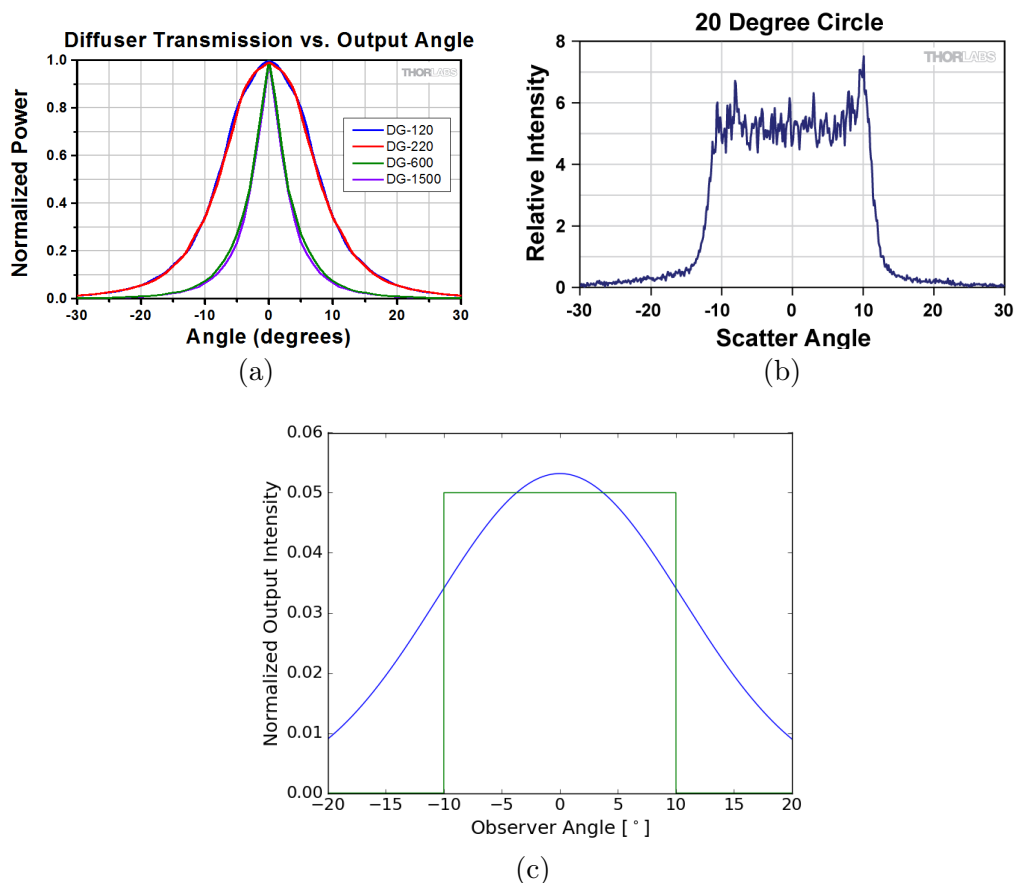 Diffuser Transmission vs. Output Angle
THORLABS
Normalized Power
1.0
0.8
0.6
0.4
0.2
0.0
DG-120
DG-220
DG-600
DG-1500
-30 -20 -10 0 10 20 30
Angle (degrees)
(a)
20 Degree Circle
THORLABS
Relative Intensity
8
6
4
2
0
-30 -20 -10 0 10 20 30
Scatter Angle
(b)
Normalized Output Intensity
0.06
0.05
0.04
0.03
0.02
0.01
0.00
−20 −15 −10 −5 0 5 10 15 20
Observer Angle [°]
(c)